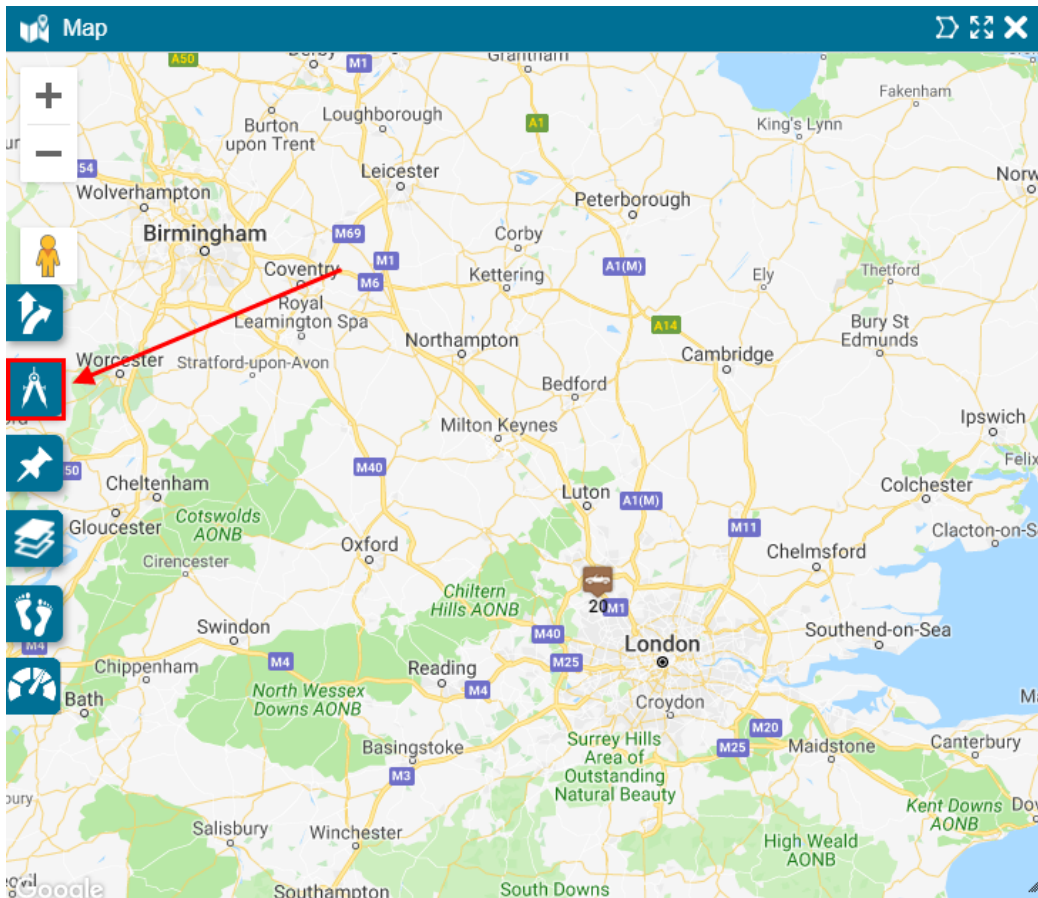 Map
A50
M1
Grantham
Fakenham
Loughborough
Burton
upon Trent
A1
King's Lynn
54
Leicester
Norw
Wolverhampton
Peterborough
Birmingham
M69
Corby
M1
A1(M)
Coventry
M6
Kettering
Ely
Thetford
Royal
Leamington Spa
A14
Bury St
Edmunds
Northampton
Worcester
Stratford-upon-Avon
Cambridge
Bedford
Milton Keynes
Ipswich
M40
50
Felix
Cheltenham
Luton
A1(M)
Colchester
Gloucester
Cotswolds
AONB
M11
Clacton-on-S
Oxford
Chelmsford
Cirencester
Chiltern
Hills AONB
20
M1
Swindon
M40
London
Southend-on-Sea
M4
Chippenham
M4
Reading
M25
North Wessex
Downs AONB
M4
Bath
Croydon
Ma
M20
Surrey Hills
Area of
Outstanding
Natural Beauty
M25
Maidstone
Canterbury
Basingstoke
M3
Kent Downs
AONB
Dov
Salisbury
Winchester
High Weald
AONB
Google
Southampton
South Downs